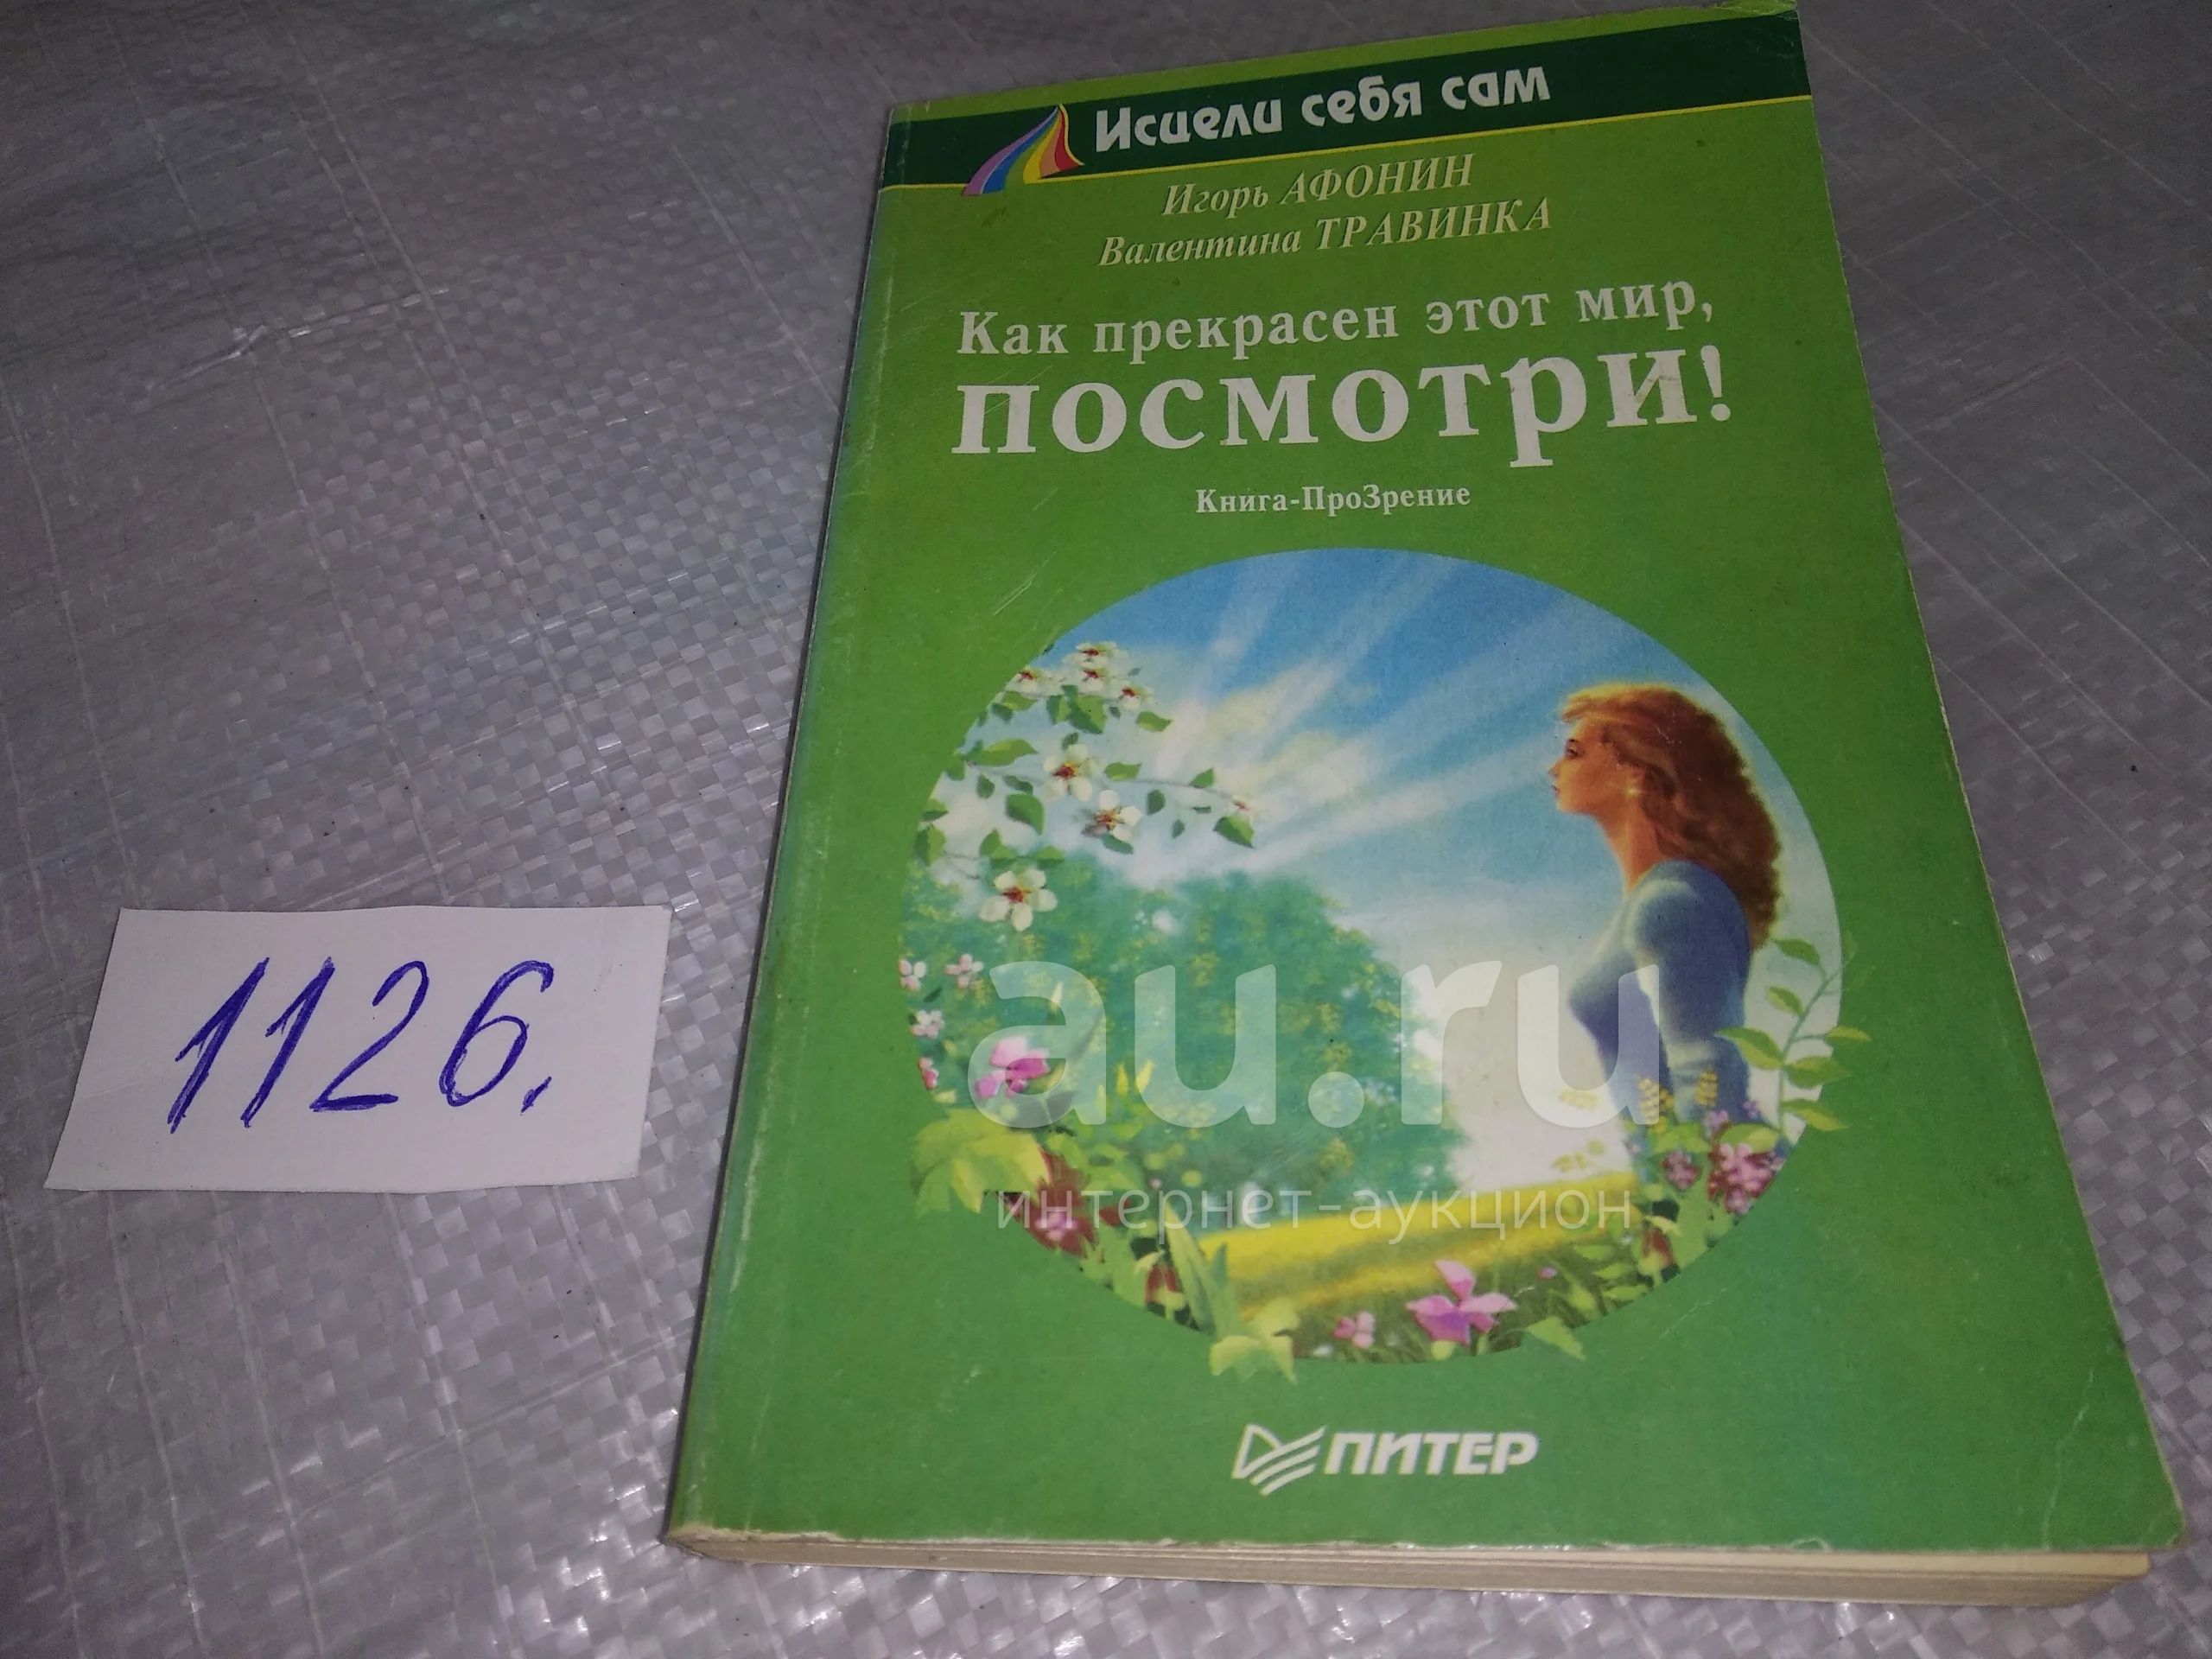 Исцели себя сам
Игорь АФОНИН
Валентина ТРАВИНКА
Как прекрасен этот мир,
посмотри!
Книга-ПроЗрение
1126.
au.ru
интернет-аукцион
ПИТЕР